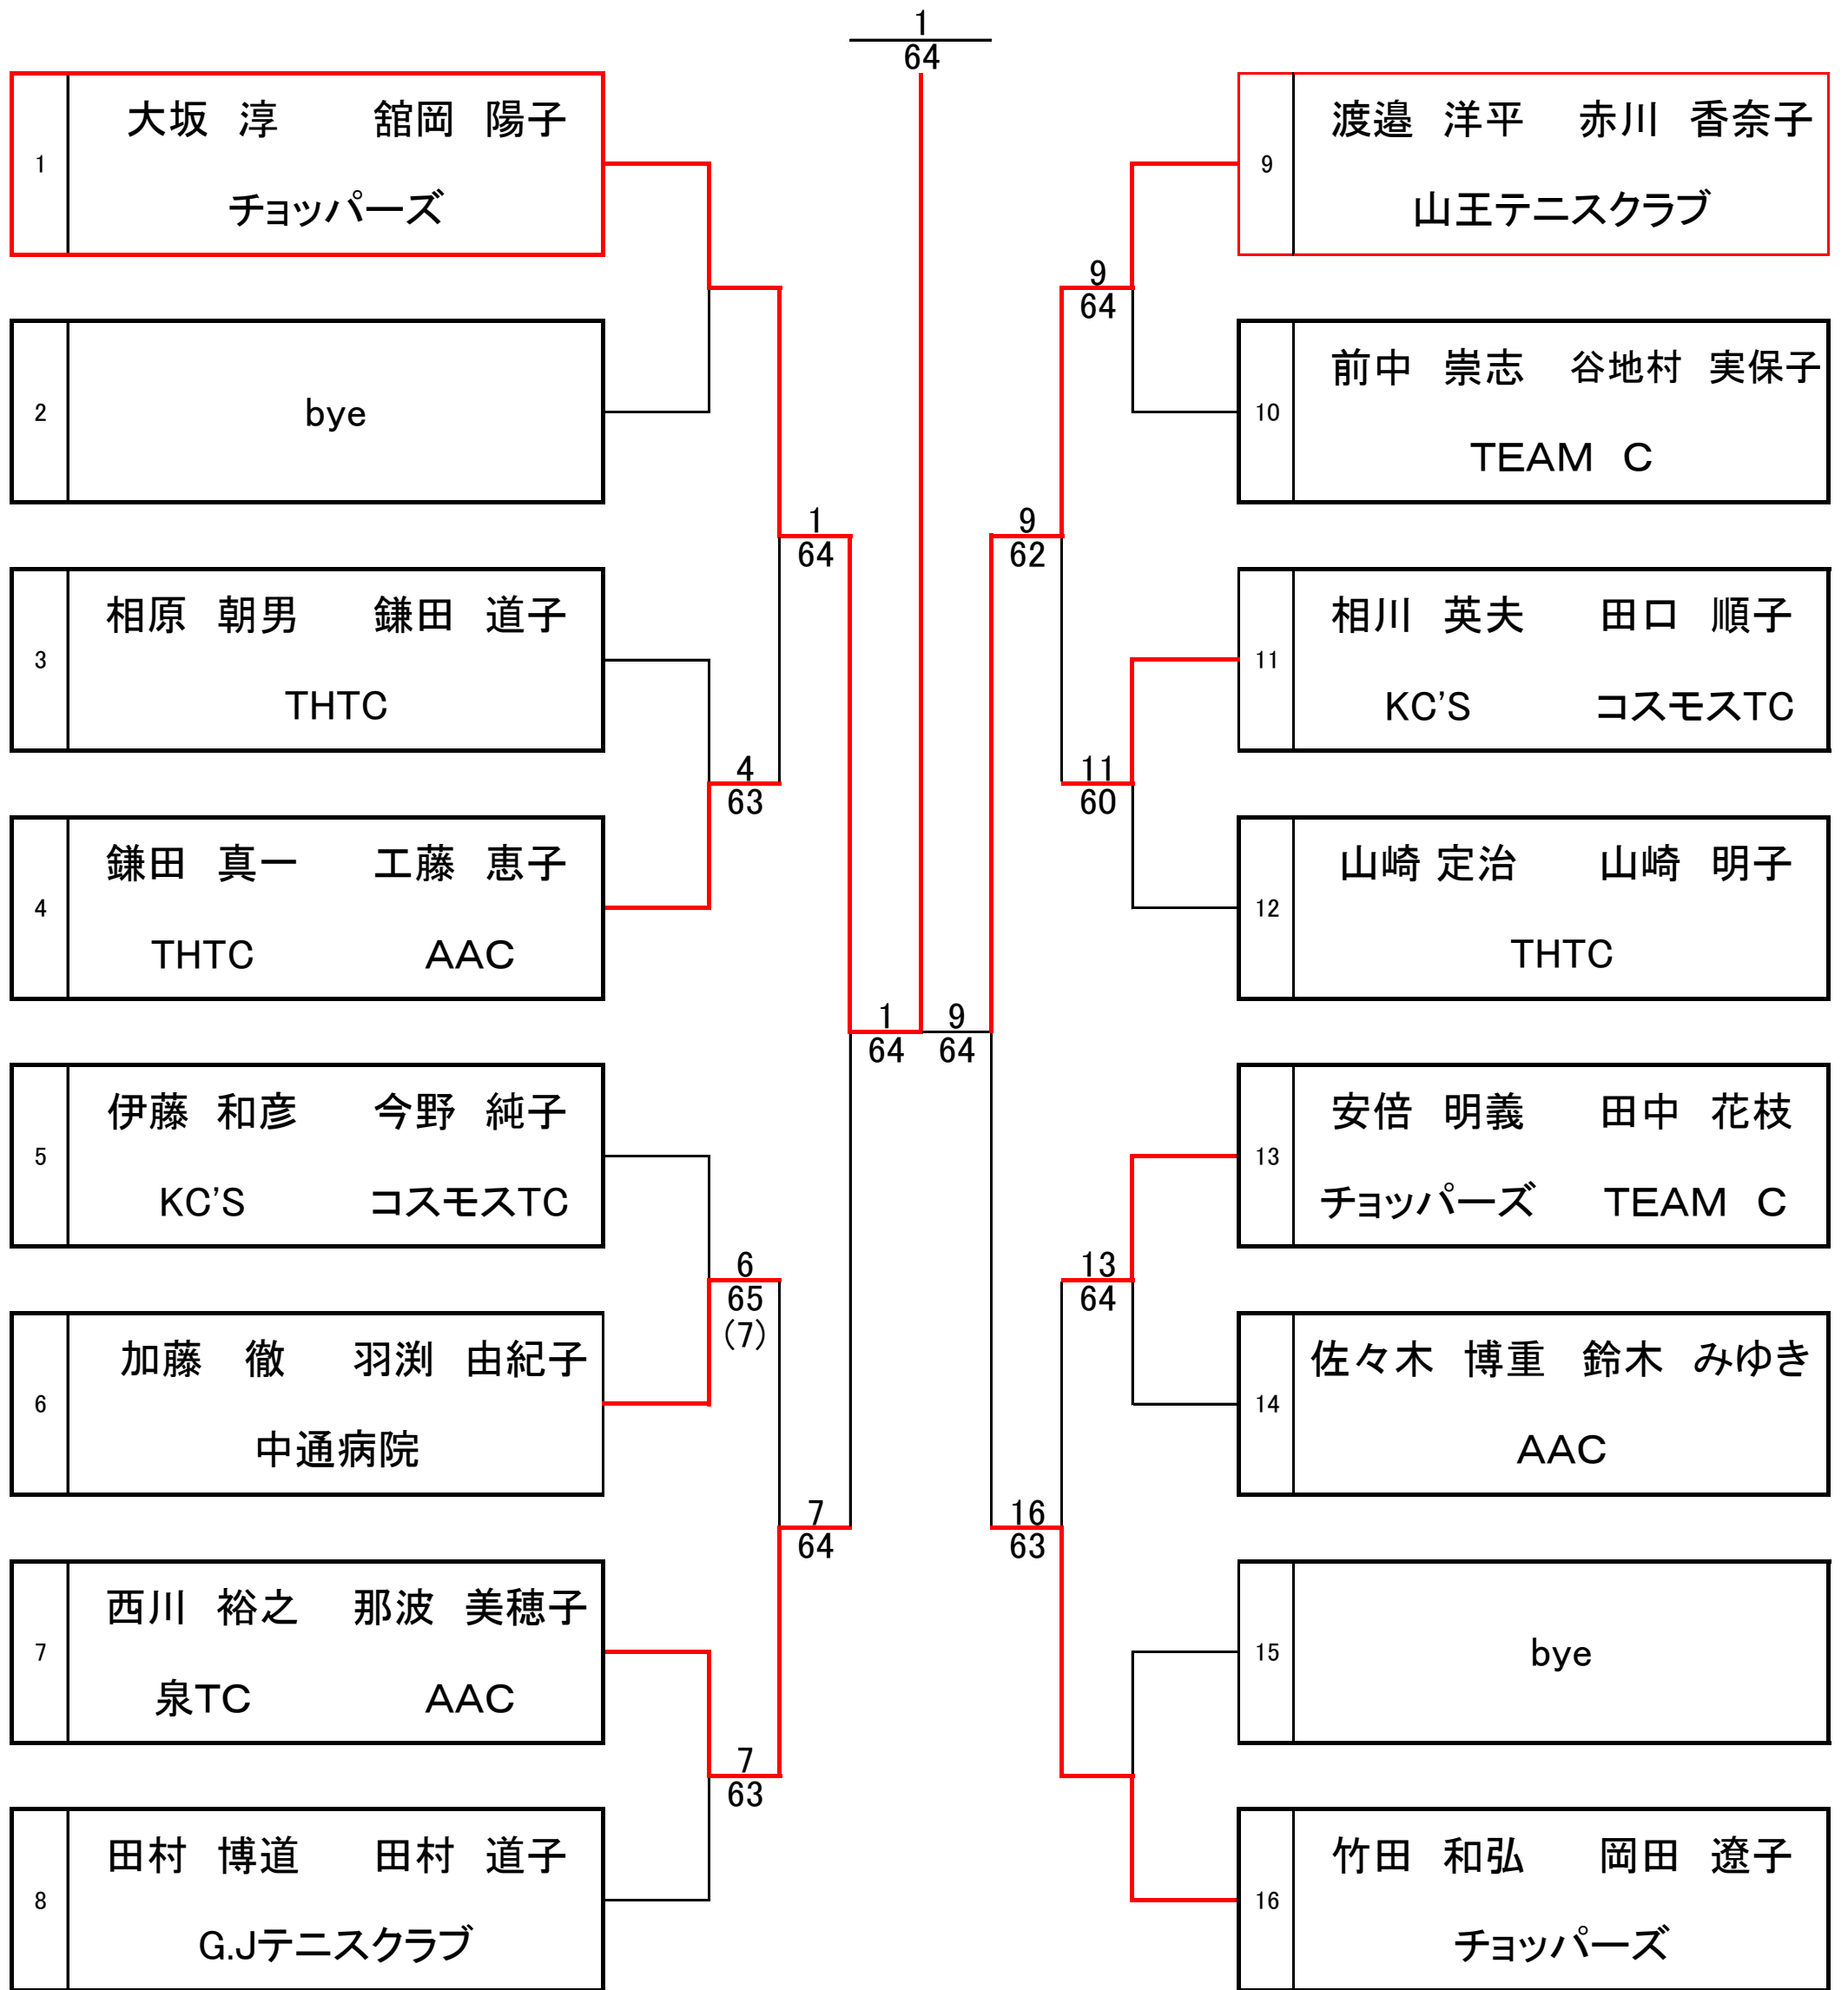 1
64
1
大坂　淳　　舘岡　陽子
チョッパーズ
2
bye
3
相原　朝男　　鎌田　道子
THTC
4
鎌田　真一　　工藤　恵子
THTC　　AAC
5
伊藤　和彦　　今野　純子
KC'S　　コスモスTC
6
加藤　徹　　羽渕　由紀子
中通病院
7
西川　裕之　　那波　美穂子
泉TC　　AAC
8
田村　博道　　田村　道子
G.Jテニスクラブ
4
63
6
65
(7)
7
63
1
64
7
64
1
64
9
64
9
62
16
63
9
64
11
60
13
64
9
渡邉　洋平　　赤川　香奈子
山王テニスクラブ
10
前中　崇志　　谷地村　実保子
TEAM　C
11
相川　英夫　　田口　順子
KC'S　　コスモスTC
12
山崎 定治　　山崎　明子
THTC
13
安倍　明義　　田中　花枝
チョッパーズ　　TEAM　C
14
佐々木　博重　　鈴木　みゆき
AAC
15
bye
16
竹田　和弘　　岡田　遼子
チョッパーズ